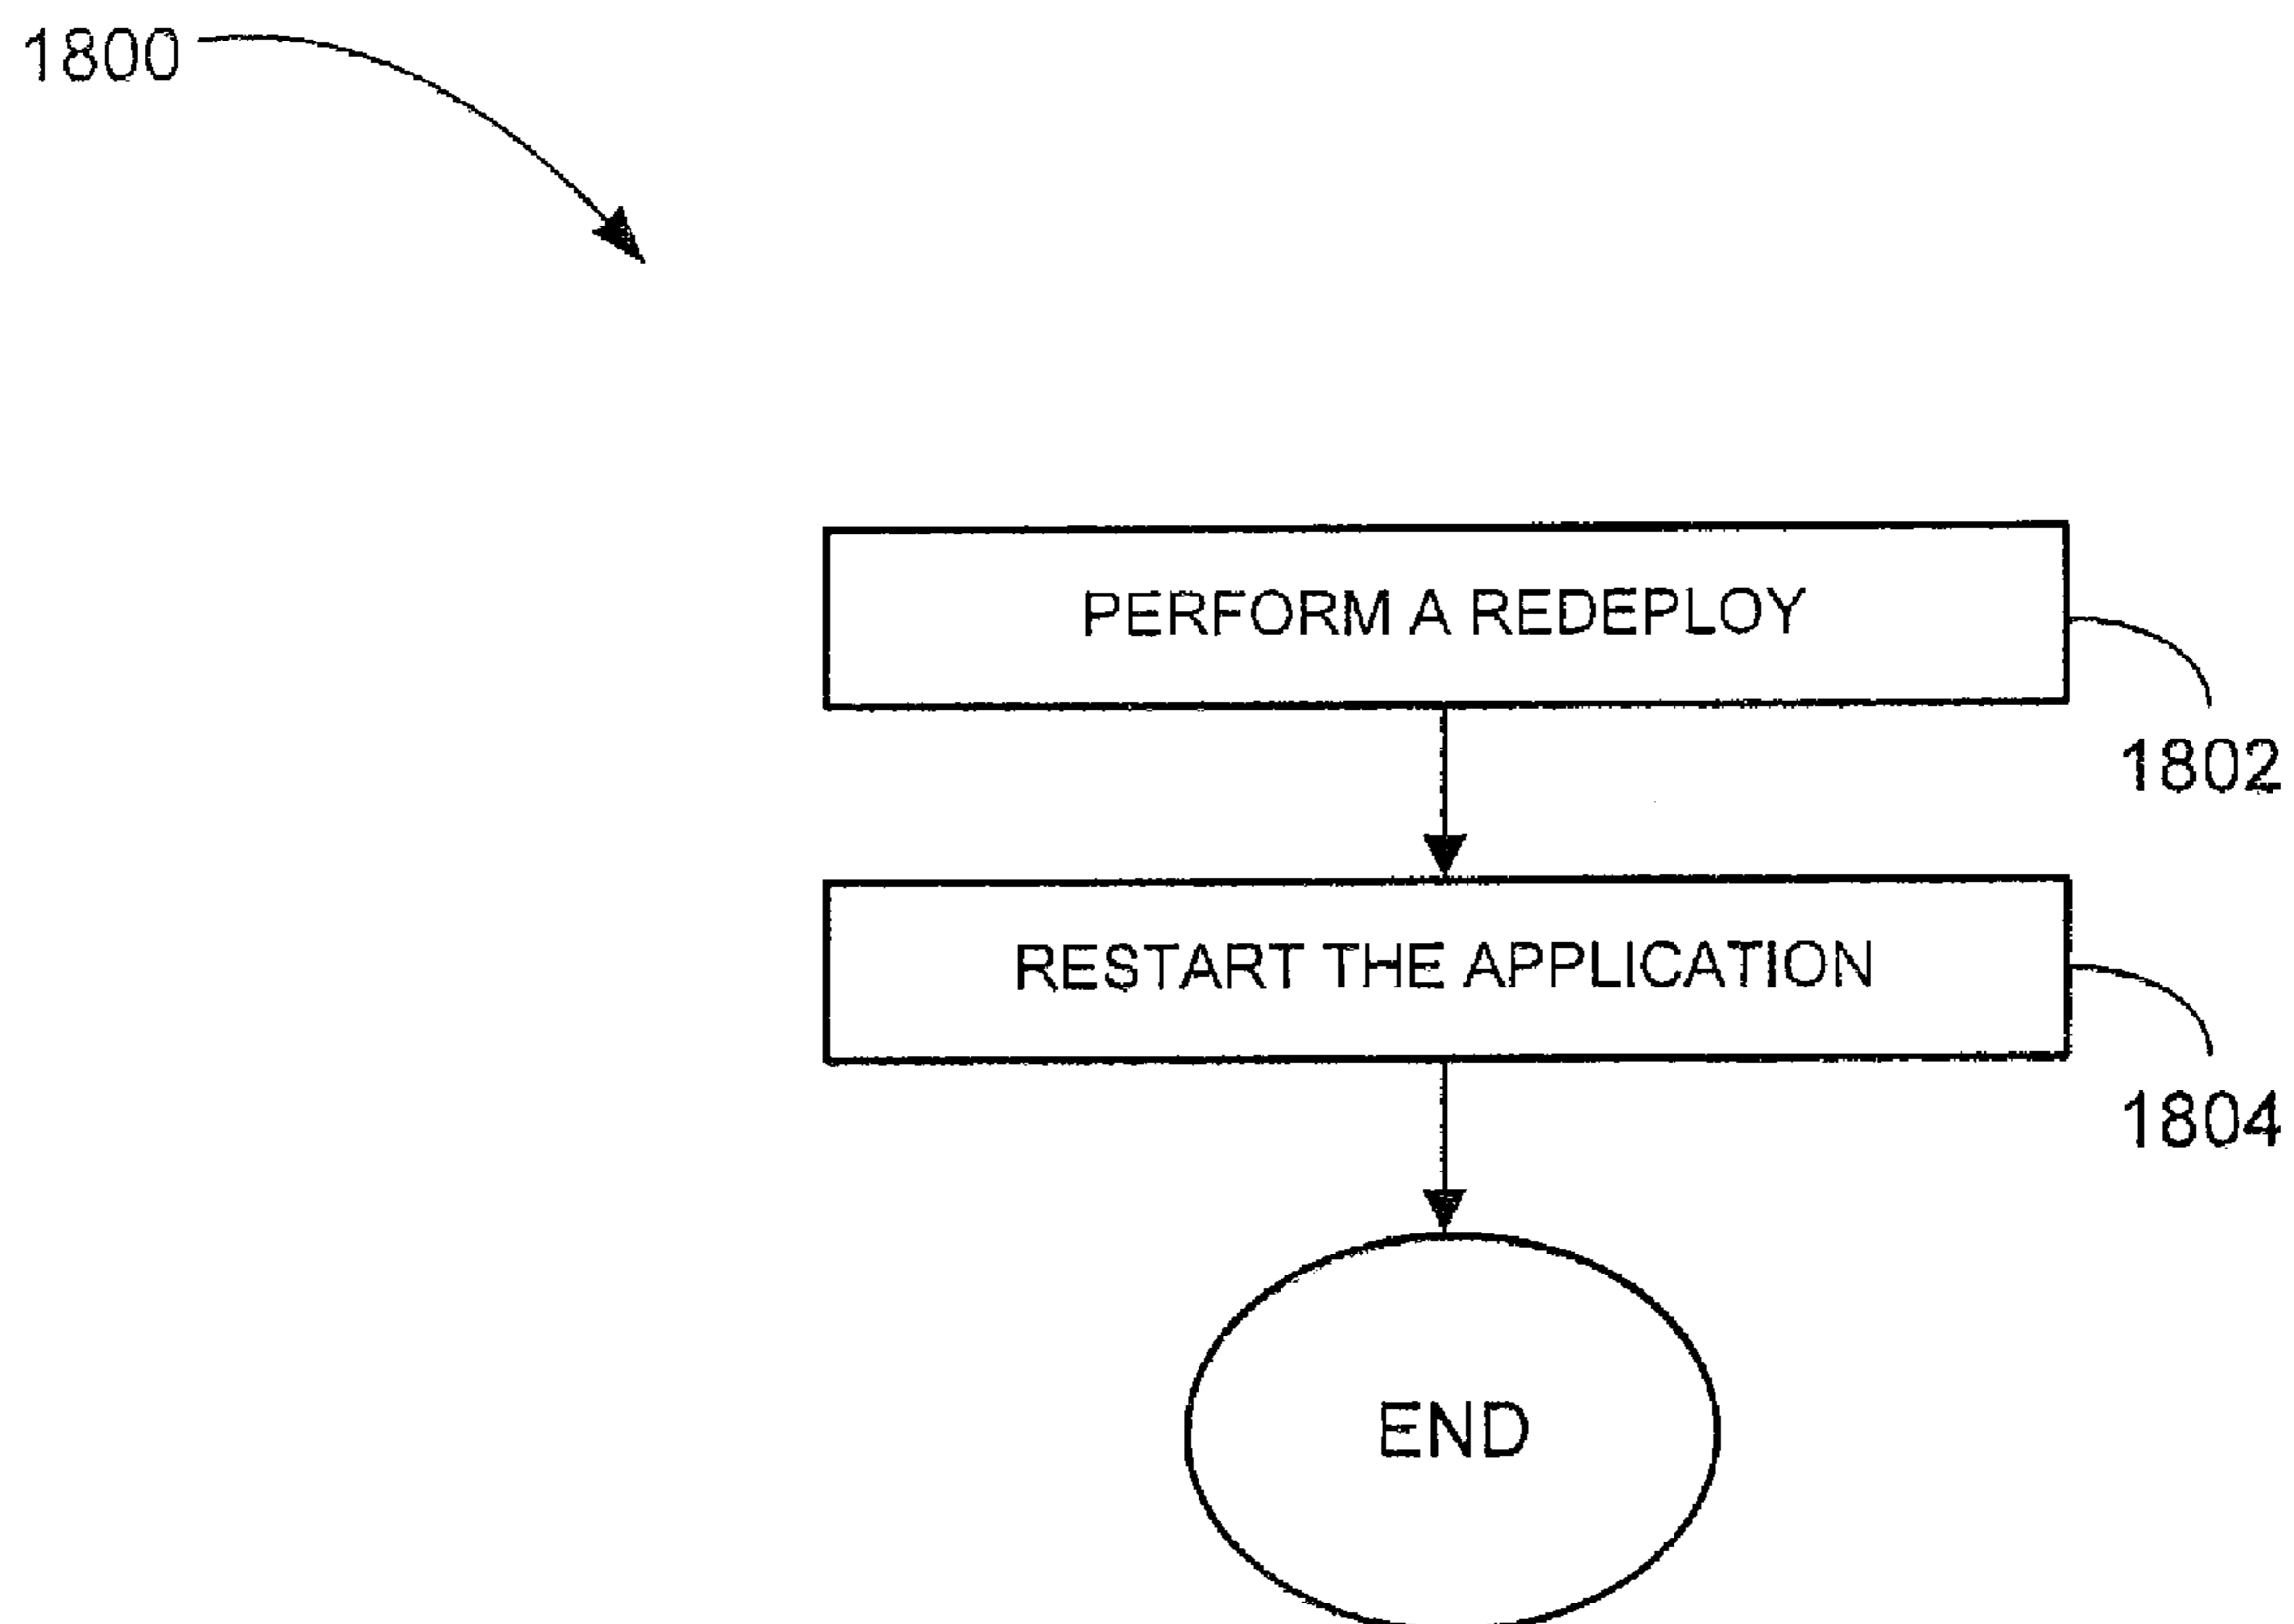 1800
PERFORM A REDEPLOY
1802
RESTART THE APPLICATION
1804
END